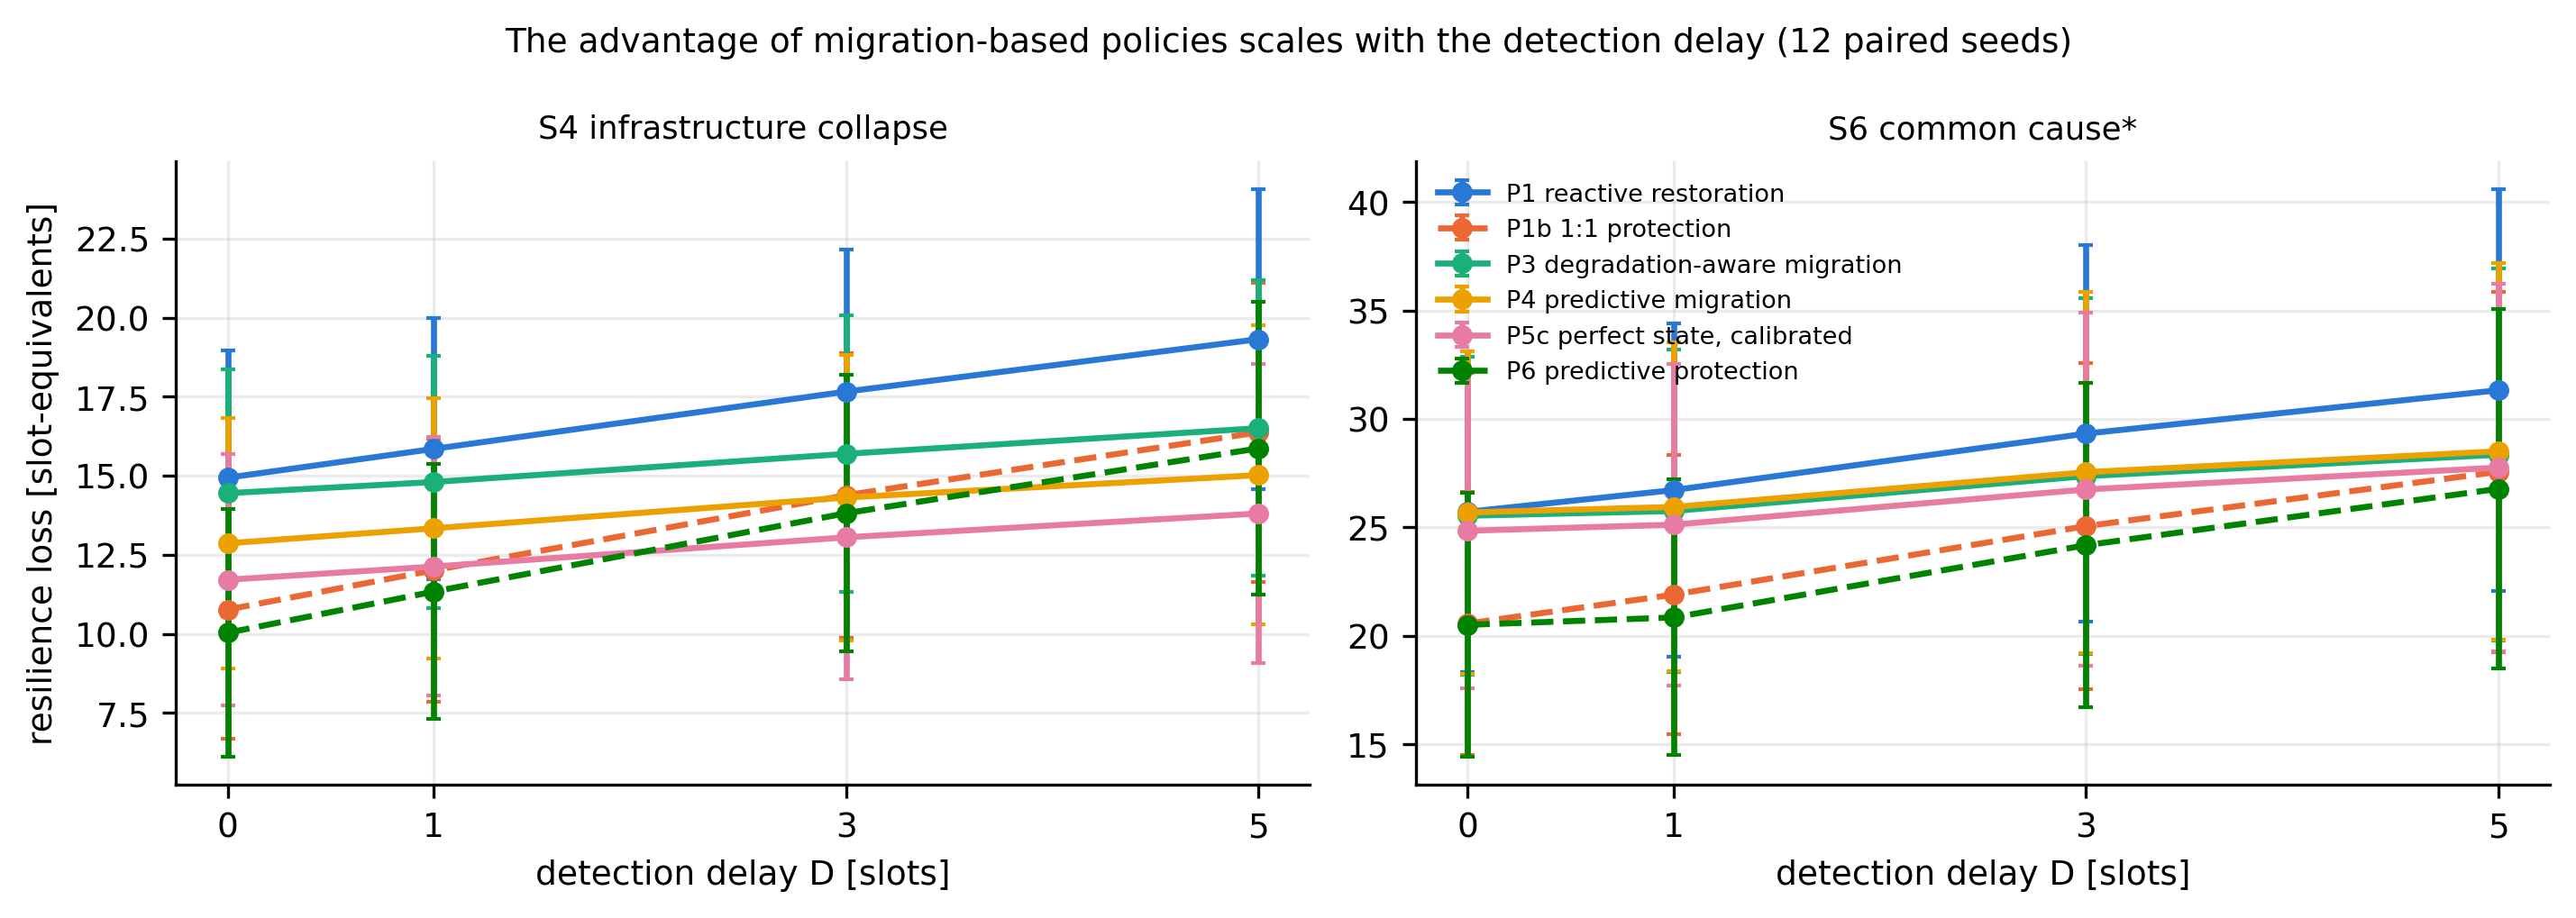 The advantage of migration-based policies scales with the detection delay (12 paired seeds)
S4 infrastructure collapse
resilience loss [slot-equivalents]
22.5
20.0
17.5
15.0
12.5
10.0
7.5
0 1 3 5
detection delay D [slots]
S6 common cause*
40
35
30
25
20
15
P1 reactive restoration
P1b 1:1 protection
P3 degradation-aware migration
P4 predictive migration
P5c perfect state, calibrated
P6 predictive protection
0 1 3 5
detection delay D [slots]